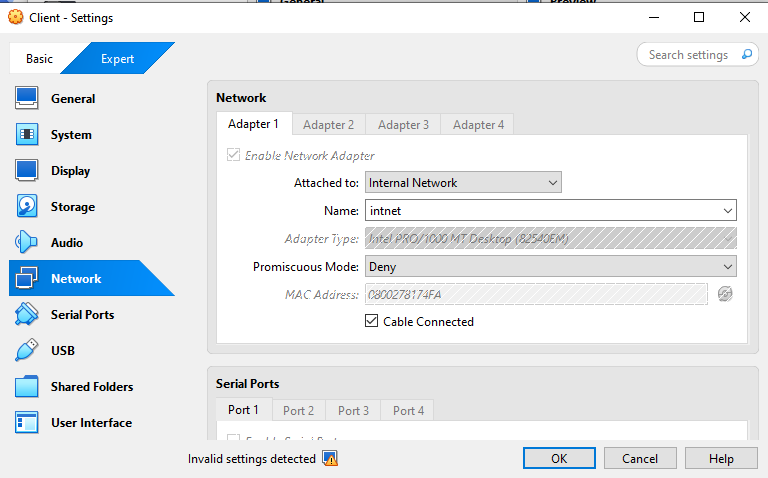 General
Preview
Client - Settings
Basic
Expert
Search settings
General
System
Display
Storage
Audio
Network
Serial Ports
USB
Shared Folders
User Interface
Network
Adapter 1
Adapter 2
Adapter 3
Adapter 4
Enable Network Adapter
Attached to: Internal Network
Name: intnet
Adapter Type: Intel PRO/1000 MT Desktop (82540EM)
Promiscuous Mode: Deny
MAC Address: 0800278174FA
Cable Connected
Serial Ports
Port 1
Port 2
Port 3
Port 4
Invalid settings detected
OK
Cancel
Help